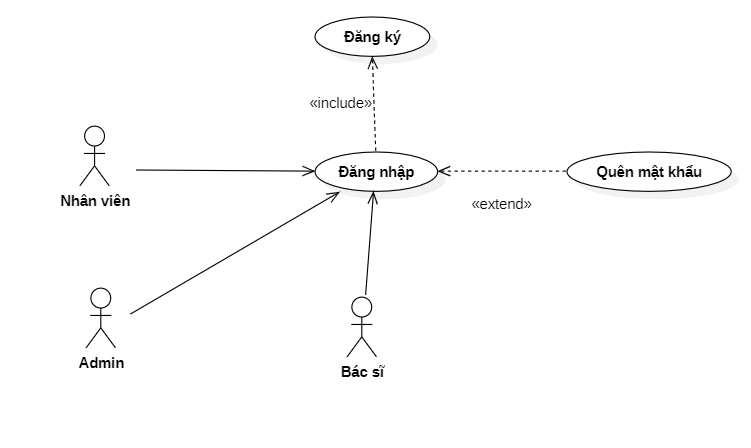 Đăng ký
«include»
Đăng nhập
Quên mật khẩu
Nhân viên
«extend»
Admin
Bác sĩ